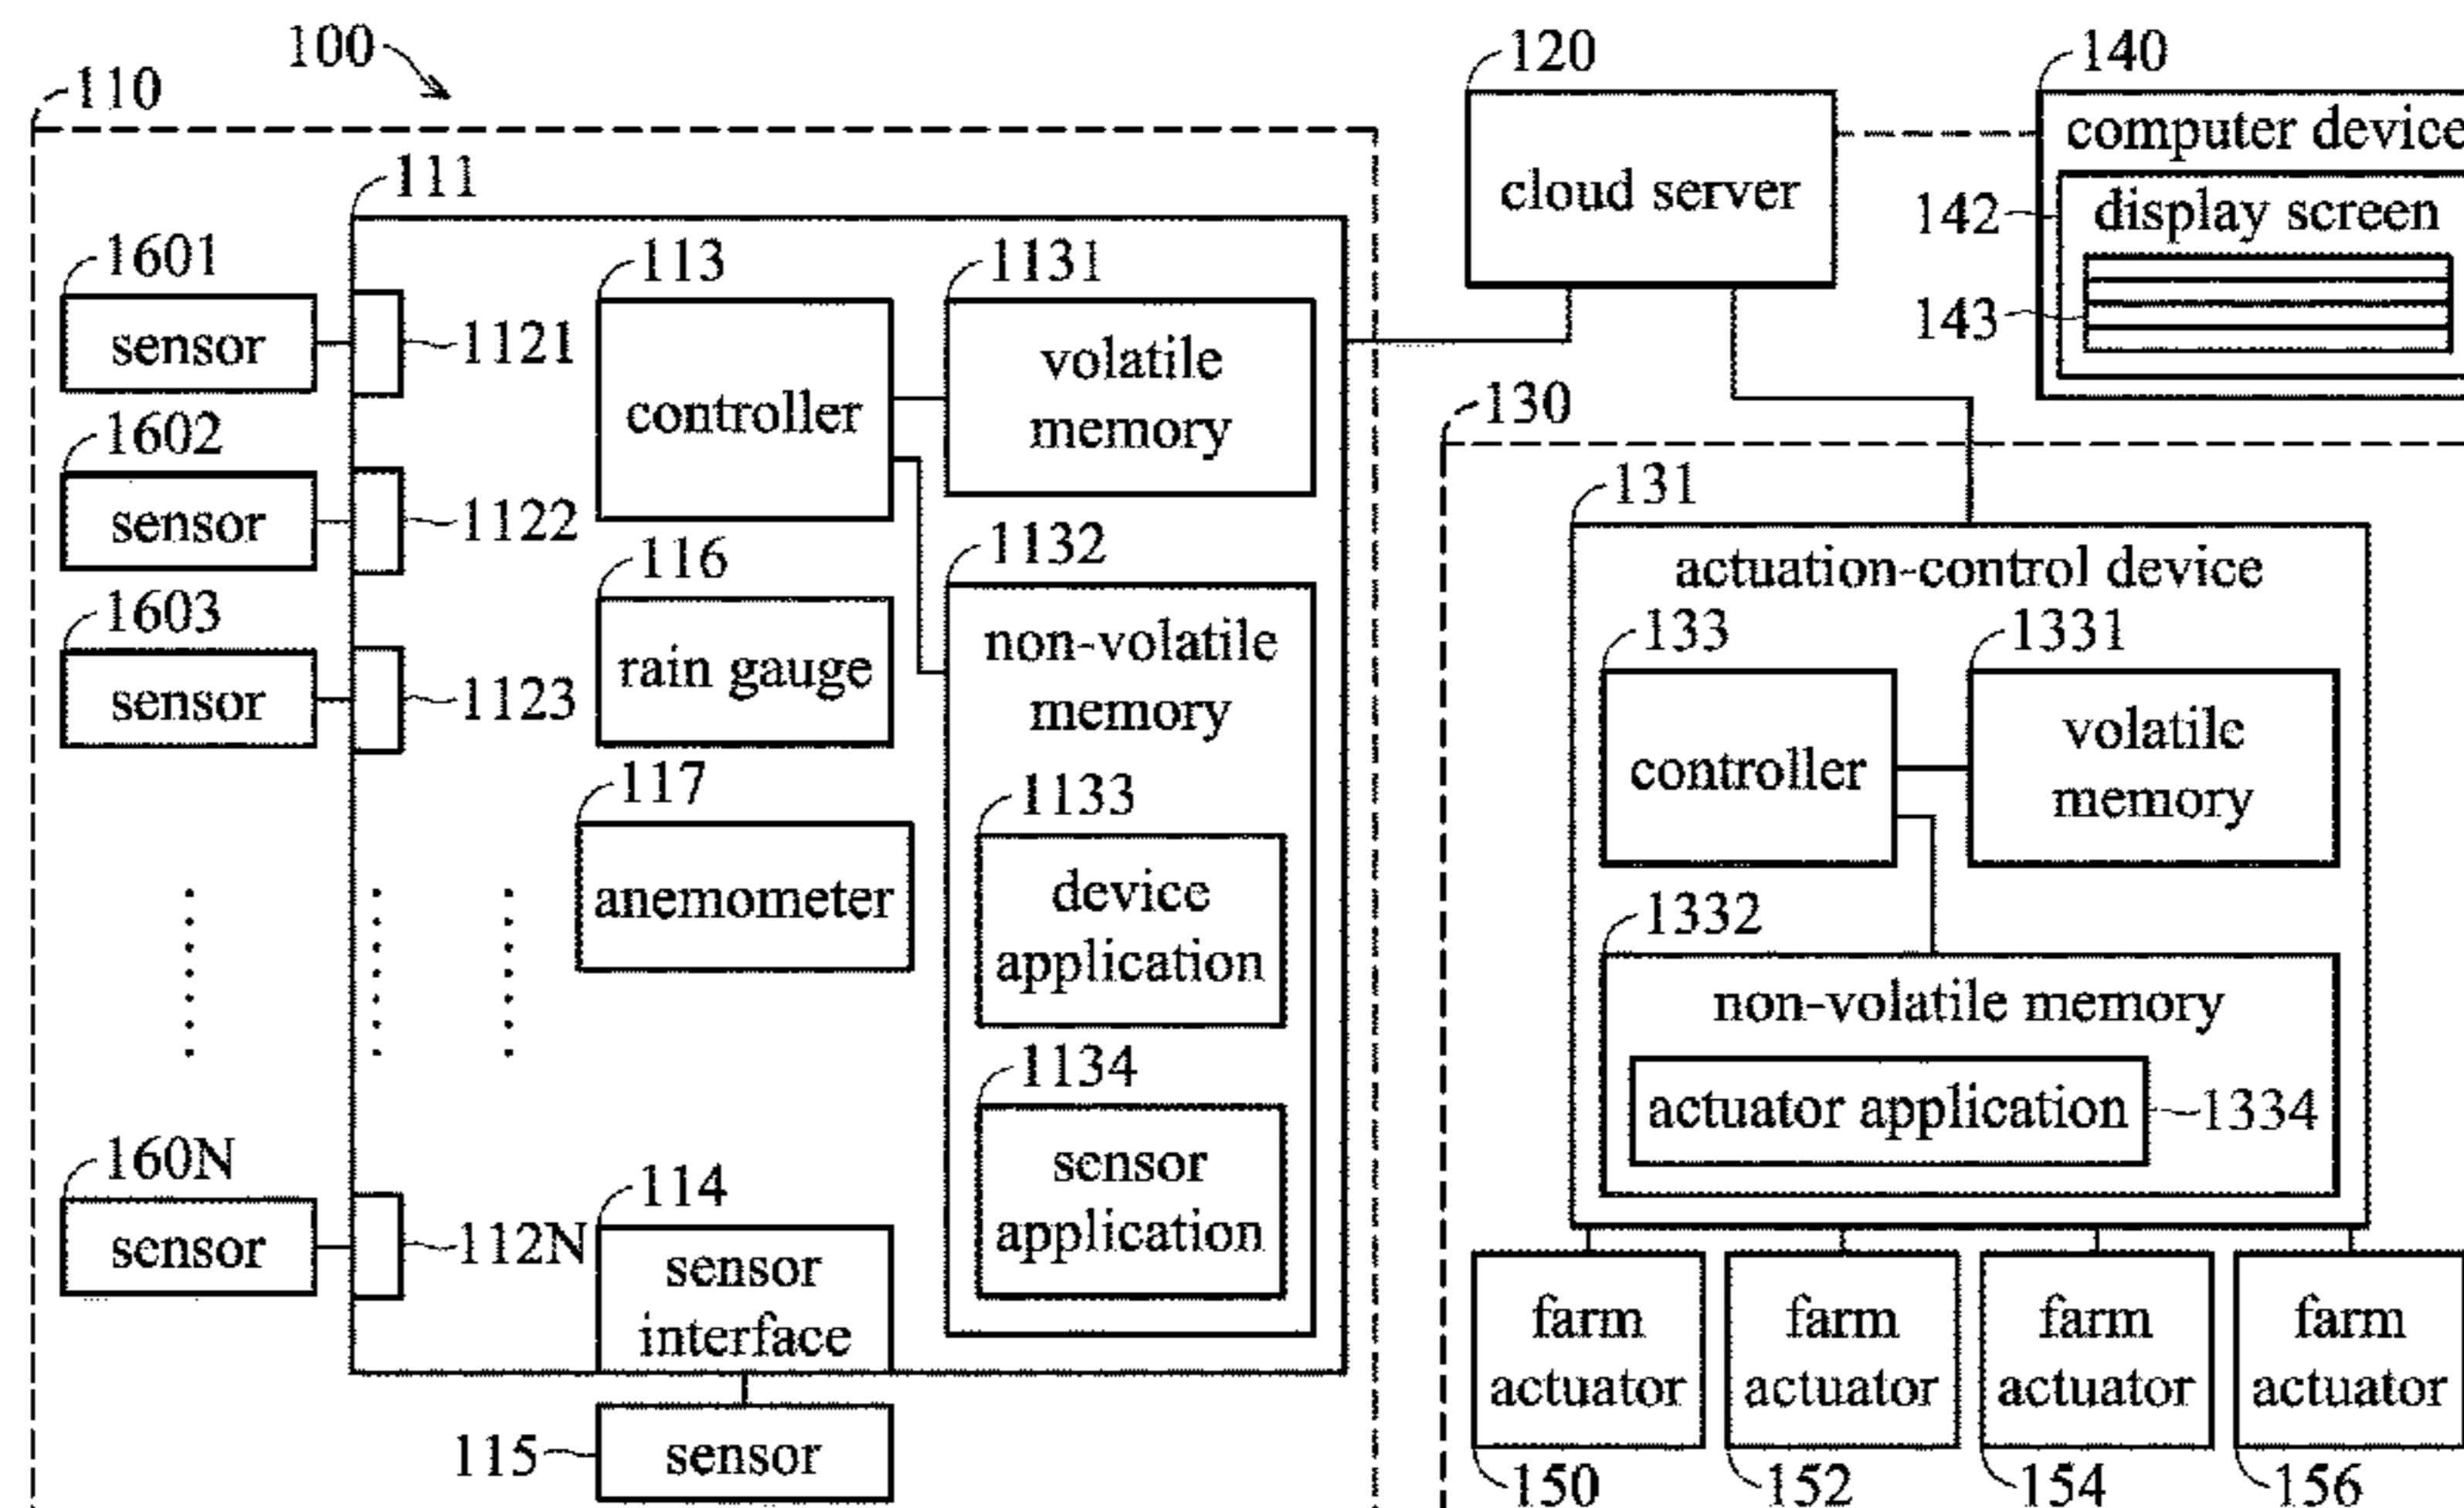 100
110
111
1601
sensor
1121
1602
sensor
1122
1603
sensor
1123
160N
sensor
112N
113
controller
1131
volatile
memory
116
rain gauge
1132
non-volatile
memory
117
anemometer
1133
device
application
1134
sensor
application
114
sensor
interface
115
sensor
120
cloud server
140
computer device
142
display screen
143
130
131
actuation-control device
133
controller
1331
volatile
memory
1332
non-volatile memory
actuator application
1334
farm
actuator
150
farm
actuator
152
farm
actuator
154
farm
actuator
156